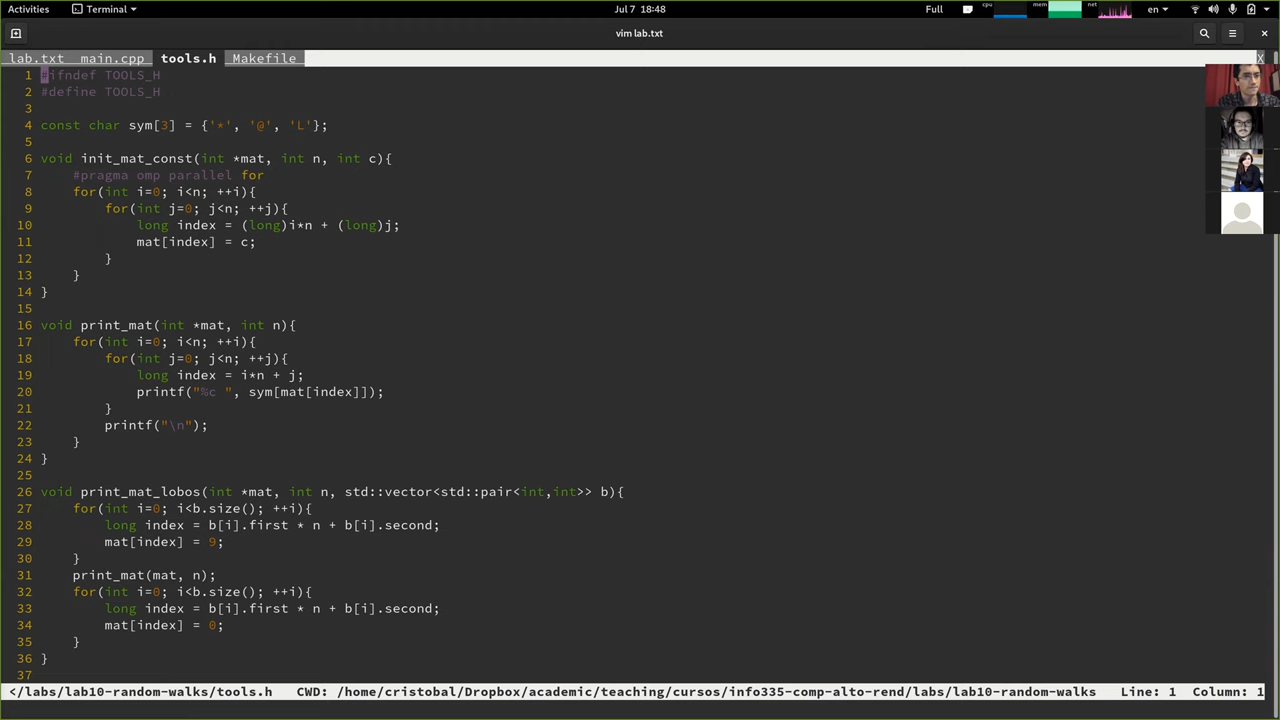 Activities Terminal Jul 7 18:48 Full cpu mem net en
vim lab.txt
lab.txt main.cpp tools.h Makefile X
1 #ifndef TOOLS_H
2 #define TOOLS_H
3
4 const char sym[3] = {'*', '@', 'L'};
5
6 void init_mat_const(int *mat, int n, int c){
7 #pragma omp parallel for
8 for(int i=0; i<n; ++i){
9 for(int j=0; j<n; ++j){
10 long index = (long)i*n + (long)j;
11 mat[index] = c;
12 }
13 }
14 }
15
16 void print_mat(int *mat, int n){
17 for(int i=0; i<n; ++i){
18 for(int j=0; j<n; ++j){
19 long index = i*n + j;
20 printf("%c ", sym[mat[index]]);
21 }
22 printf("\n");
23 }
24 }
25
26 void print_mat_lobos(int *mat, int n, std::vector<std::pair<int,int>> b){
27 for(int i=0; i<b.size(); ++i){
28 long index = b[i].first * n + b[i].second;
29 mat[index] = 9;
30 }
31 print_mat(mat, n);
32 for(int i=0; i<b.size(); ++i){
33 long index = b[i].first * n + b[i].second;
34 mat[index] = 0;
35 }
36 }
37
</labs/lab10-random-walks/tools.h CWD: /home/cristobal/Dropbox/academic/teaching/cursos/info335-comp-alto-rend/labs/lab10-random-walks Line: 1 Column: 1